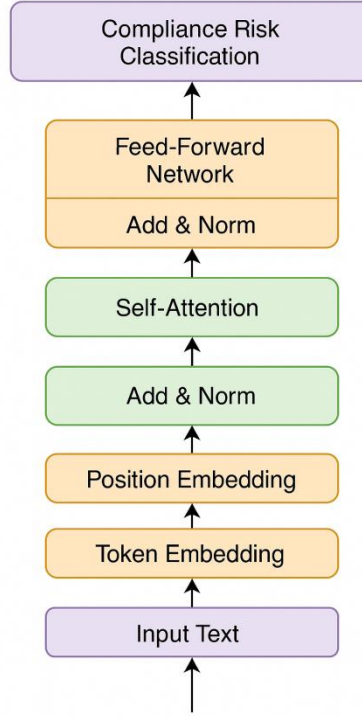 Compliance Risk
Classification
Feed-Forward
Network
Add & Norm
Self-Attention
Add & Norm
Position Embedding
Token Embedding
Input Text